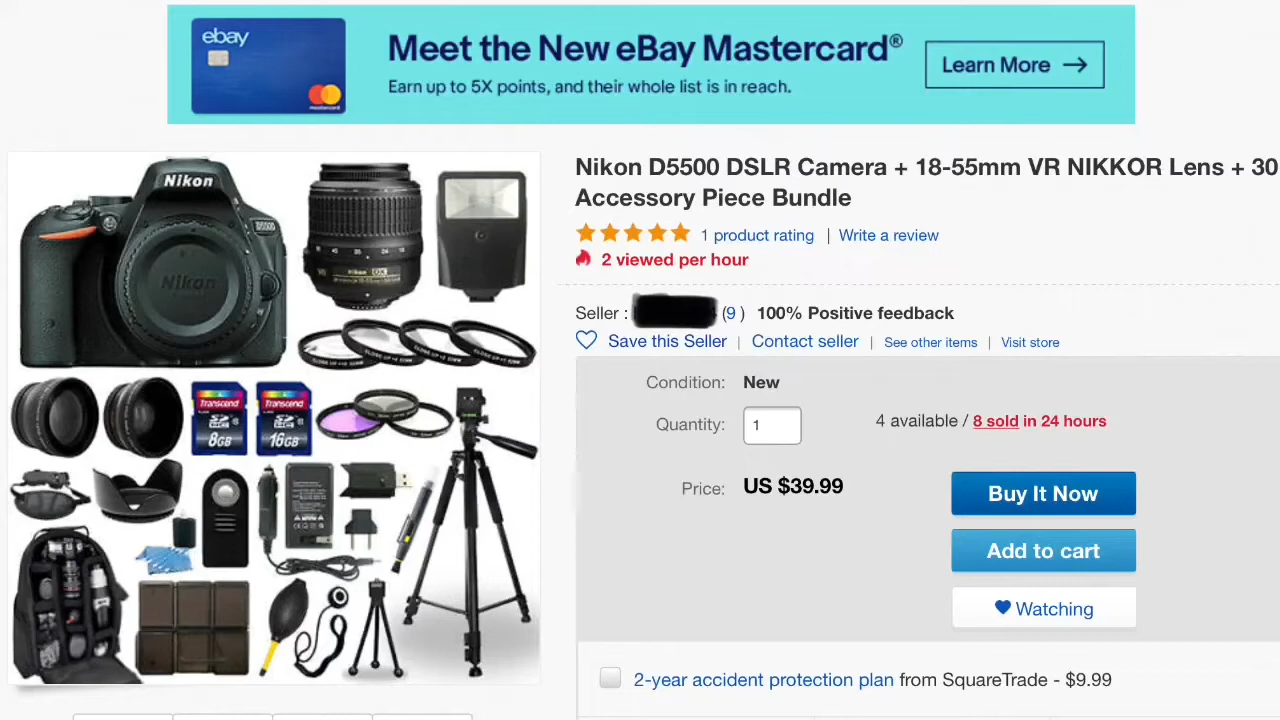 ebay
mastercard
Meet the New eBay Mastercard®
Earn up to 5X points, and their whole list is in reach.
Learn More →
Nikon
D5500
Nikon
Nikon DX
Transcend
8GB
Transcend
16GB
Nikon D5500 DSLR Camera + 18-55mm VR NIKKOR Lens + 30
Accessory Piece Bundle
1 product rating | Write a review
2 viewed per hour
Seller : (9 ) 100% Positive feedback
Save this Seller | Contact seller | See other items | Visit store
Condition: New
Quantity: 1 4 available / 8 sold in 24 hours
Price: US $39.99
Buy It Now
Add to cart
Watching
2-year accident protection plan from SquareTrade - $9.99